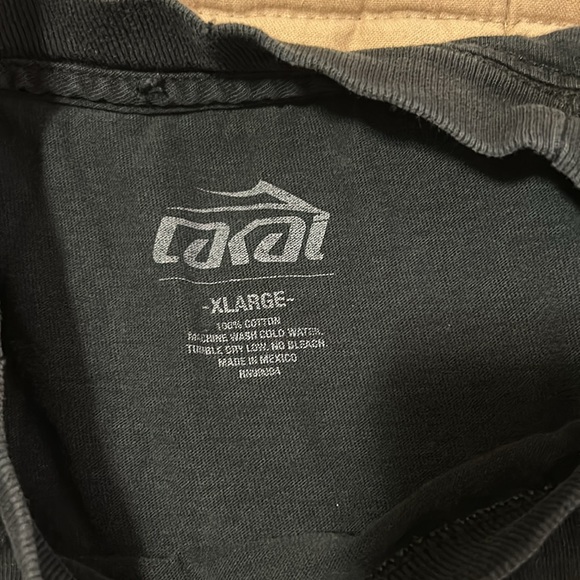 Lakai
-XLARGE-
100% COTTON
MACHINE WASH COLD WATER.
TUMBLE DRY LOW. NO BLEACH.
MADE IN MEXICO